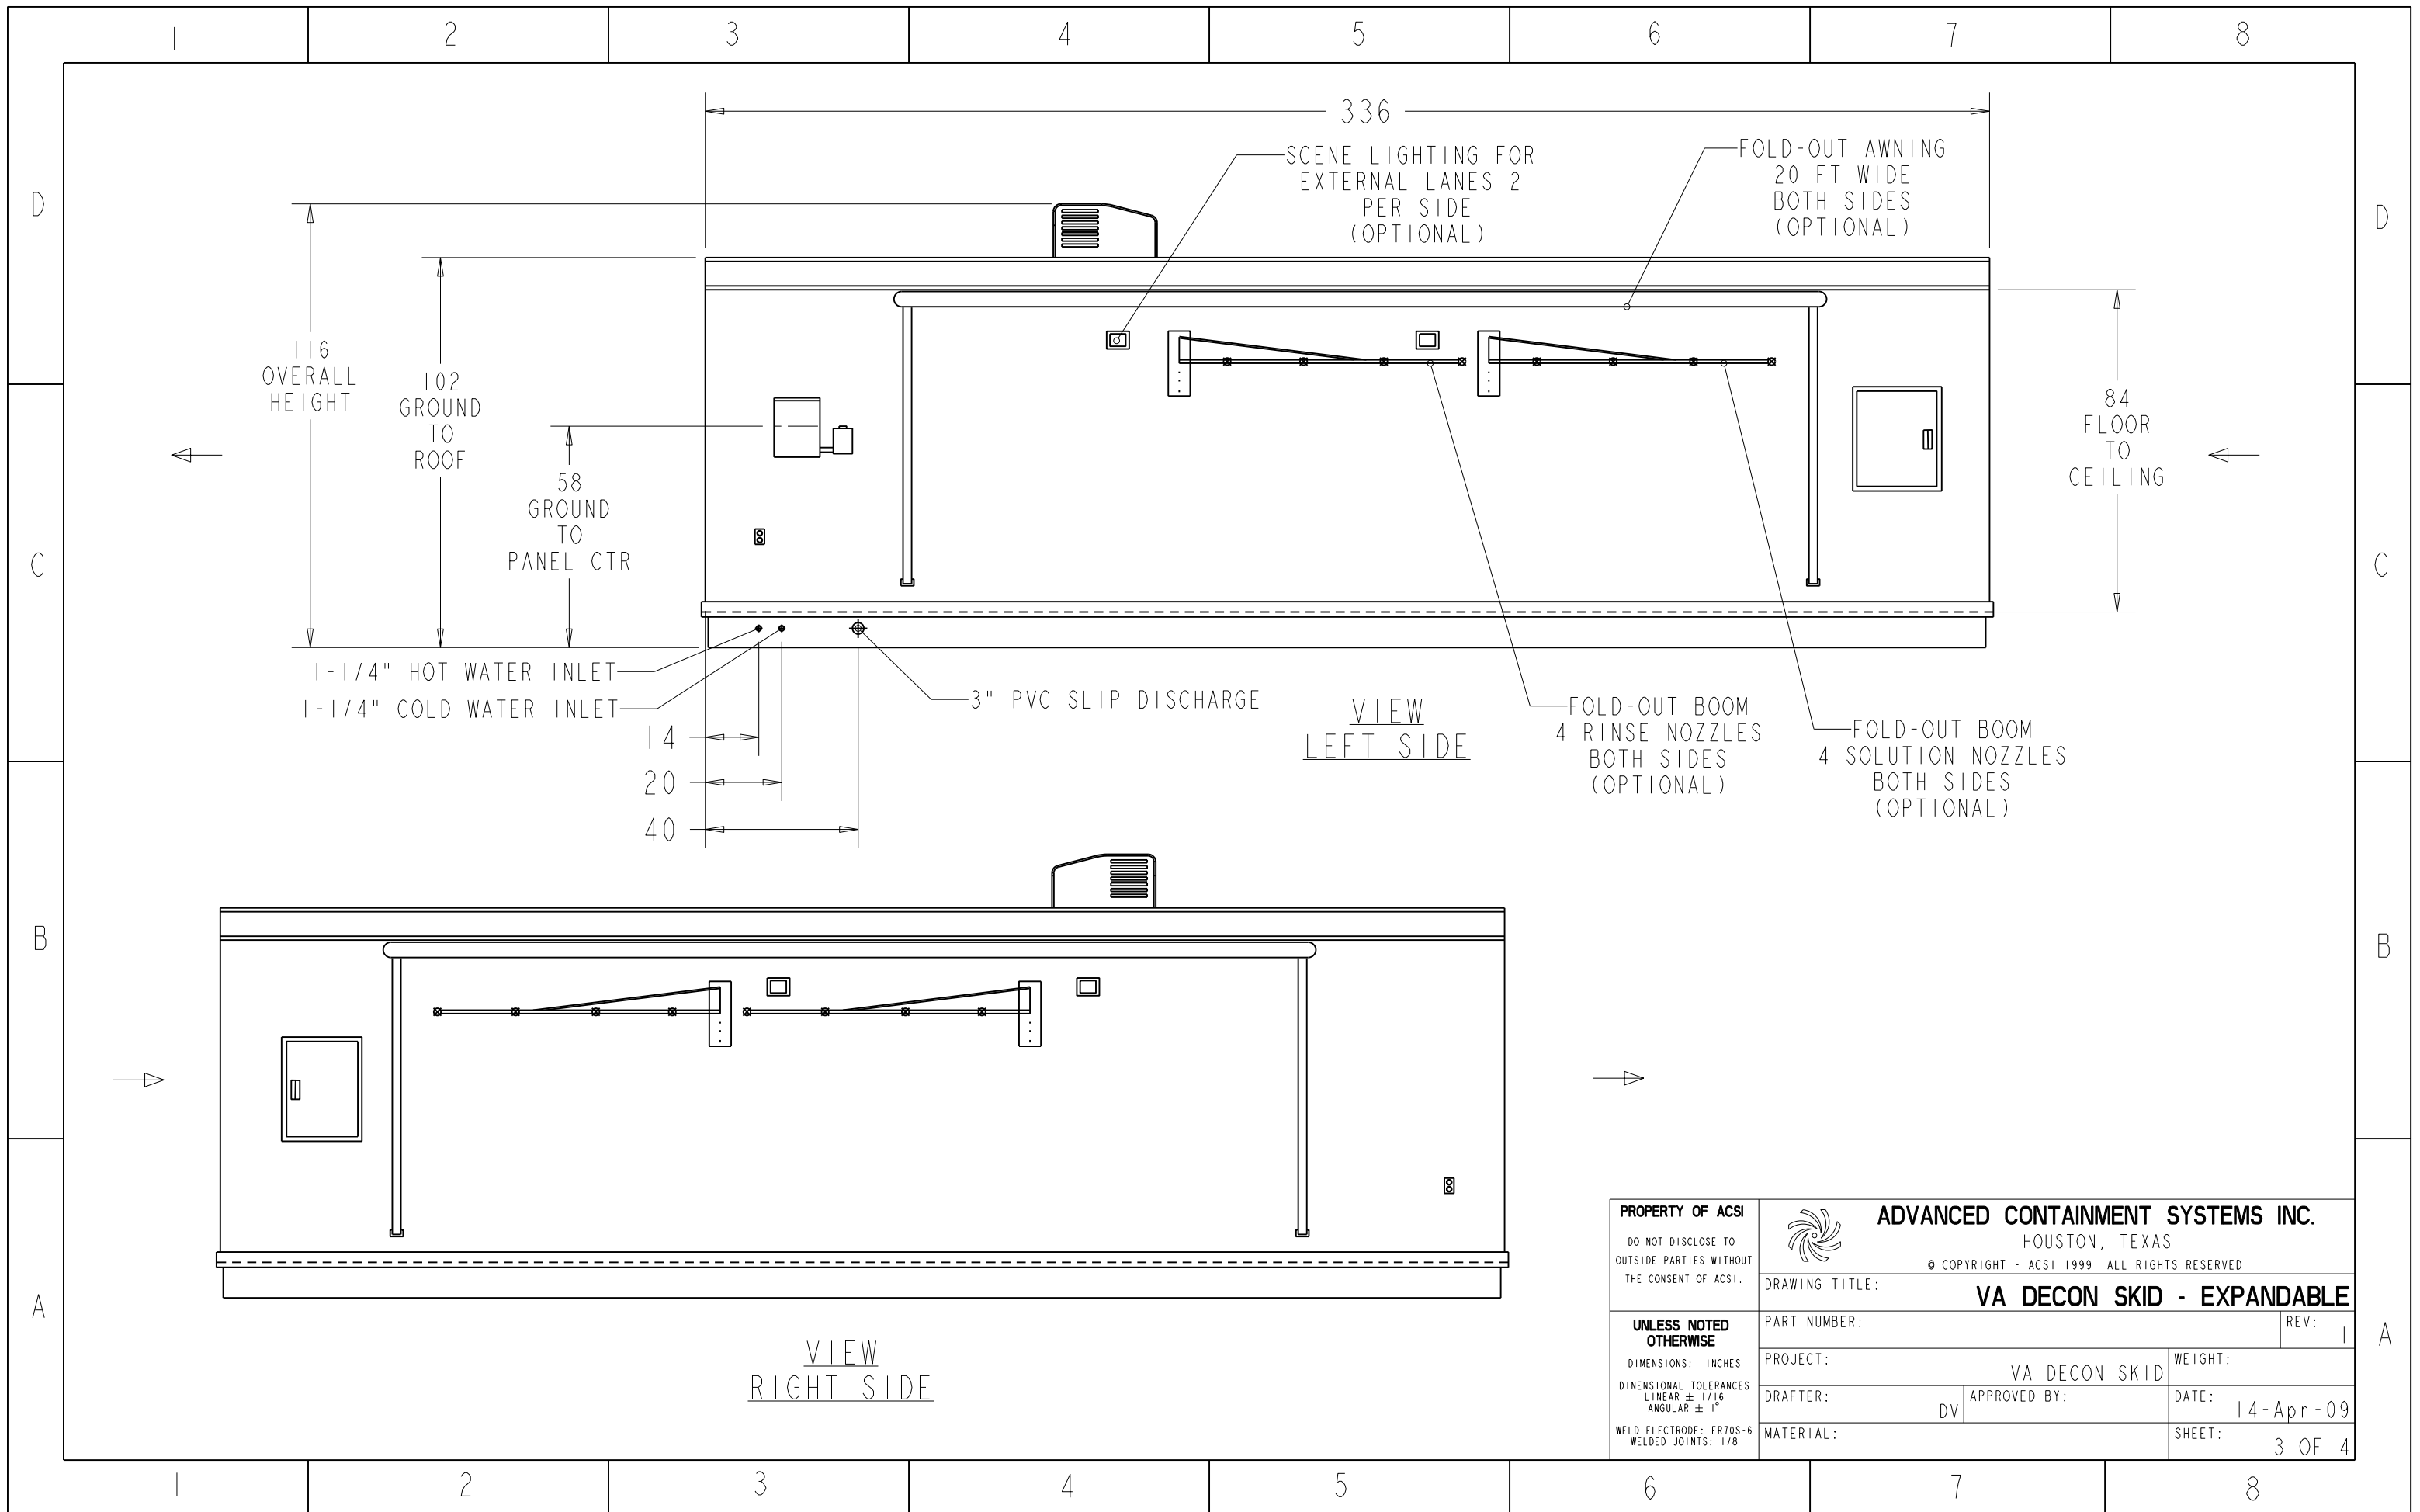 1 2 3 4 5 6 7 8
D D
C C
B B
A A
336
SCENE LIGHTING FOR
EXTERNAL LANES 2
PER SIDE
(OPTIONAL)
FOLD-OUT AWNING
20 FT WIDE
BOTH SIDES
(OPTIONAL)
116
OVERALL
HEIGHT
102
GROUND
TO
ROOF
58
GROUND
TO
PANEL CTR
84
FLOOR
TO
CEILING
1-1/4" HOT WATER INLET
1-1/4" COLD WATER INLET
3" PVC SLIP DISCHARGE
14
20
40
VIEW
LEFT SIDE
FOLD-OUT BOOM
4 RINSE NOZZLES
BOTH SIDES
(OPTIONAL)
FOLD-OUT BOOM
4 SOLUTION NOZZLES
BOTH SIDES
(OPTIONAL)
VIEW
RIGHT SIDE
PROPERTY OF ACSI
DO NOT DISCLOSE TO
OUTSIDE PARTIES WITHOUT
THE CONSENT OF ACSI.
UNLESS NOTED
OTHERWISE
DIMENSIONS: INCHES
DINENSIONAL TOLERANCES
LINEAR ± 1/16
ANGULAR ± 1°
WELD ELECTRODE: ER70S-6
WELDED JOINTS: 1/8
ADVANCED CONTAINMENT SYSTEMS INC.
HOUSTON, TEXAS
© COPYRIGHT - ACSI 1999 ALL RIGHTS RESERVED
DRAWING TITLE:
VA DECON SKID - EXPANDABLE
PART NUMBER:
REV: 1
PROJECT: VA DECON SKID
WEIGHT:
DRAFTER: DV
APPROVED BY:
DATE: 14-Apr-09
MATERIAL:
SHEET: 3 OF 4
1 2 3 4 5 6 7 8